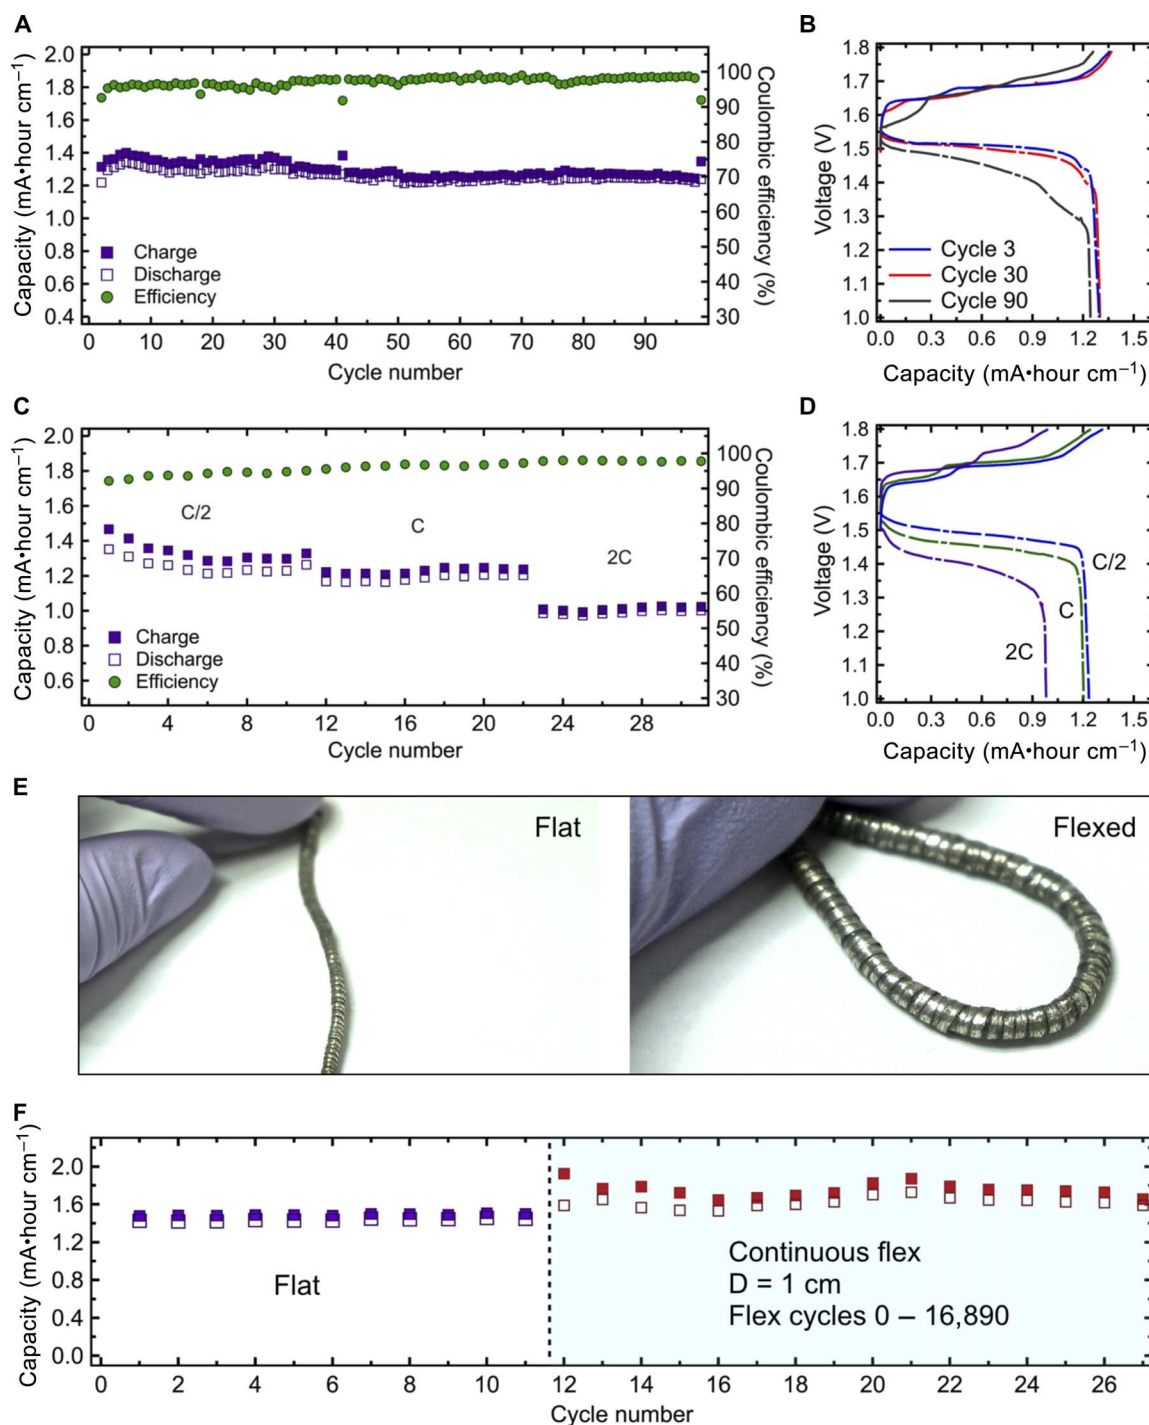 A
Capacity (mA•hour cm⁻¹)
2.0
1.8
1.6
1.4
1.2
1.0
0.8
0.6
0.4
Charge
Discharge
Efficiency
100
90
80
70
60
50
40
30
Coulombic efficiency (%)
0 10 20 30 40 50 60 70 80 90
Cycle number
B
Voltage (V)
1.8
1.7
1.6
1.5
1.4
1.3
1.2
1.1
1.0
Cycle 3
Cycle 30
Cycle 90
0.0 0.3 0.6 0.9 1.2 1.5
Capacity (mA•hour cm⁻¹)
C
Capacity (mA•hour cm⁻¹)
2.0
1.8
1.6
1.4
1.2
1.0
0.8
0.6
C/2
C
2C
Charge
Discharge
Efficiency
100
90
80
70
60
50
40
30
Coulombic efficiency (%)
0 4 8 12 16 20 24 28
Cycle number
D
Voltage (V)
1.8
1.7
1.6
1.5
1.4
1.3
1.2
1.1
1.0
C/2
C
2C
0.0 0.3 0.6 0.9 1.2 1.5
Capacity (mA•hour cm⁻¹)
E
Flat
Flexed
F
Capacity (mA•hour cm⁻¹)
2.0
1.6
1.2
0.8
0.4
0.0
Flat
Continuous flex
D = 1 cm
Flex cycles 0 – 16,890
0 2 4 6 8 10 12 14 16 18 20 22 24 26
Cycle number